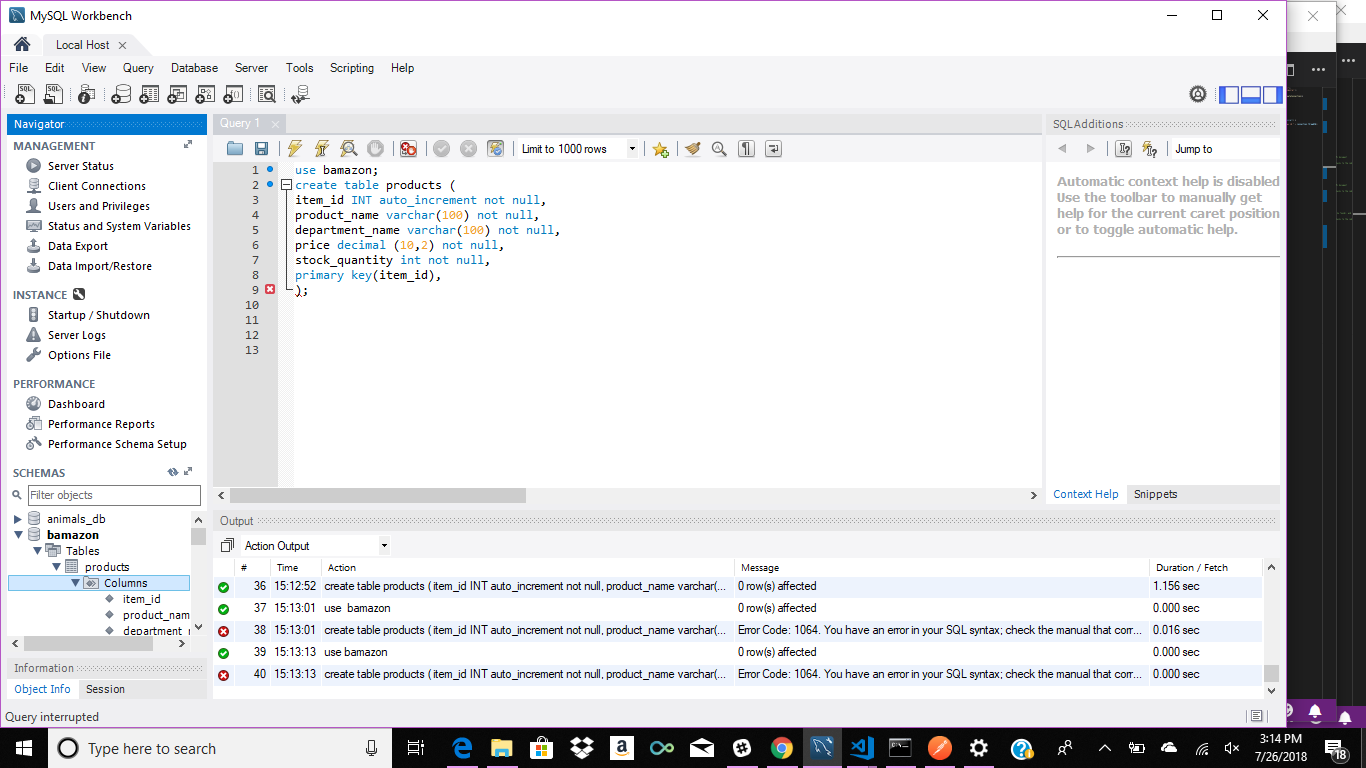 MySQL Workbench
Local Host
File Edit View Query Database Server Tools Scripting Help
Navigator
MANAGEMENT
Server Status
Client Connections
Users and Privileges
Status and System Variables
Data Export
Data Import/Restore
INSTANCE
Startup / Shutdown
Server Logs
Options File
PERFORMANCE
Dashboard
Performance Reports
Performance Schema Setup
SCHEMAS
Filter objects
animals_db
bamazon
Tables
products
Columns
item_id
product_nam
department_r
Information
Object Info Session
Query interrupted
Query 1
Limit to 1000 rows
1 use bamazon;
2 create table products (
3 item_id INT auto_increment not null,
4 product_name varchar(100) not null,
5 department_name varchar(100) not null,
6 price decimal (10,2) not null,
7 stock_quantity int not null,
8 primary key(item_id),
9 );
10
11
12
13
SQLAdditions
Jump to
Automatic context help is disabled
Use the toolbar to manually get
help for the current caret position
or to toggle automatic help.
Context Help Snippets
Output
Action Output
# Time Action Message Duration / Fetch
36 15:12:52 create table products ( item_id INT auto_increment not null, product_name varchar(... 0 row(s) affected 1.156 sec
37 15:13:01 use bamazon 0 row(s) affected 0.000 sec
38 15:13:01 create table products ( item_id INT auto_increment not null, product_name varchar(... Error Code: 1064. You have an error in your SQL syntax; check the manual that corr... 0.016 sec
39 15:13:13 use bamazon 0 row(s) affected 0.000 sec
40 15:13:13 create table products ( item_id INT auto_increment not null, product_name varchar(... Error Code: 1064. You have an error in your SQL syntax; check the manual that corr... 0.000 sec
Type here to search
3:14 PM
7/26/2018
18